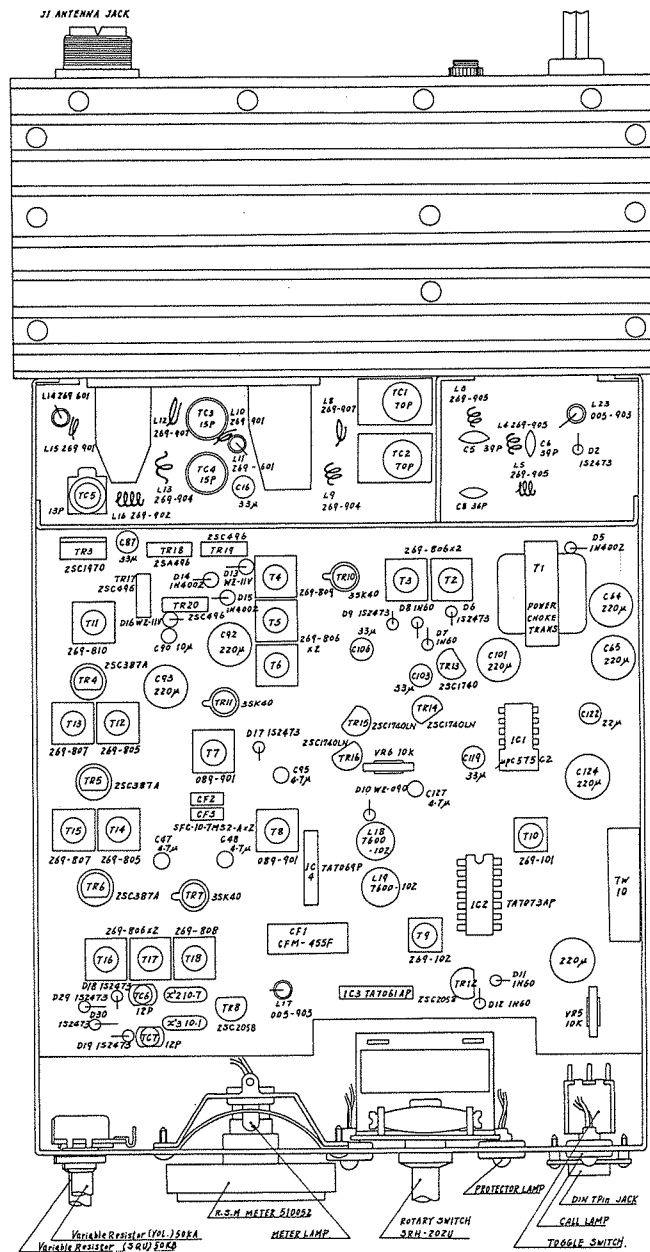 J1 ANTENNA JACK
L14 269 601
L15 269 901
L12
269-907
TC3
15P
L10
269-901
L11
269-601
TC4
15P
C16
33μ
L13
269-904
TC5
13P
L16 269-902
L8
269-907
L9
269-904
TC1
70P
TC2
70P
269-905
C5 39P
L4 269-905
C6
39P
L5
269-905
C8 36P
L23
005-903
D2
1S2473
TR3
2SC1970
C87
33μ
TR18
2SA496
2SC496
TR19
TR17
2SC496
D14
1N4002
D13
WZ-11V
D15
1N4002
TR20
2SC496
D16 WZ-11V
C90 10μ
T11
269-810
C92
220μ
T4
269-809
TR10
3SK40
T5
269-806
x2
T6
269-806x2
T3
T2
D9 1S2473
D8 1N60
D6
1S2473
D7
1N60
33μ
C106
C103
33μ
TR13
2SC1740
T1
POWER
CHOKE
TRANS
D5
1N4002
C64
220μ
C65
220μ
C101
220μ
2SC387A
TR4
C93
220μ
TR11
3SK40
TR14
2SC1740LN
TR15
2SC1740LN
TR16
VR6 10K
C119
33μ
IC1
μpC575 C2
C122
22μ
C124
220μ
T13
T12
269-807
269-805
D17 1S2473
T7
089-901
C95
4.7μ
C127
4.7μ
D10 WZ-090
TR5
2SC387A
CF2
CF3
SFC-10-7MS2-A×2
T15
T14
269-807
269-805
C47
4.7μ
C48
4.7μ
T8
089-901
IC
4
TA7069P
L18
7600
-102
L19
7600-102
T10
269-101
IC2
TA7073AP
TW
10
TR6
2SC387A
TR7
3SK40
CF1
CFM-455F
T9
269-102
269-806x2
269-808
T16
T17
T18
D18 1S2473
D29 1S2473
TC6
12P
X'2 10-7
D30
1S2473
X'3 10-1
D19 1S2473
TC7
12P
TR8
2SC2058
L17
005-903
IC3 TA7061AP
TR12
2SC2058
D11
1N60
D12 1N60
220μ
VR5
10K
R.S.M METER 510052
METER LAMP
ROTARY SWITCH
SRH-202U
PROTECTOR LAMP
DIN 7Pin JACK
CALL LAMP
TOGGLE SWITCH
Variable Resistor (VOL.) 50KA
Variable Resistor (SQU) 50KB